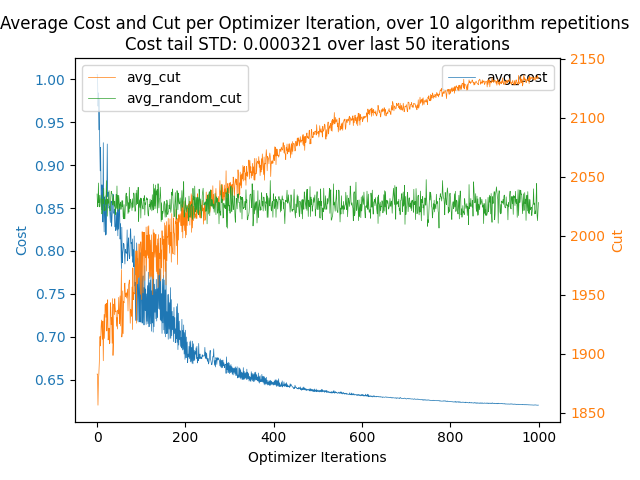 Average Cost and Cut per Optimizer Iteration, over 10 algorithm repetitions
Cost tail STD: 0.000321 over last 50 iterations
avg_cut
avg_random_cut
avg_cost
1.00
0.95
0.90
0.85
0.80
0.75
0.70
0.65
Cost
2150
2100
2050
2000
1950
1900
1850
Cut
0 200 400 600 800 1000
Optimizer Iterations